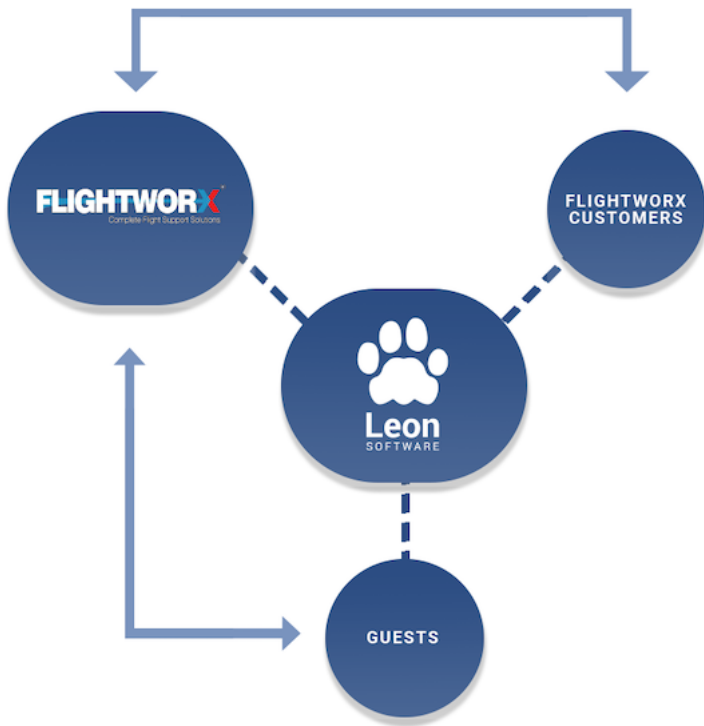 FLIGHTWORX
Complete Flight Support Solutions
FLIGHTWORX
CUSTOMERS
Leon
SOFTWARE
GUESTS